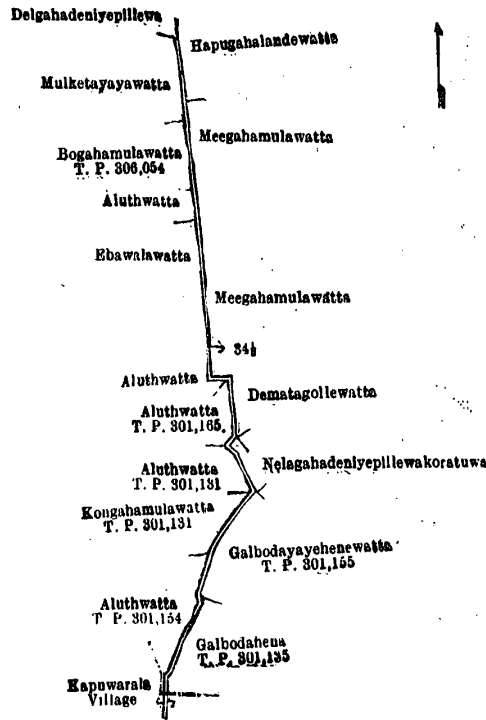 Delgahadeniyepillewa
Hapugahalandewatta
Mulketayayawatta
Meegahamulawatta
Bogahamulawatta
T. P. 306,054
Aluthwatta
Ebawalawatta
Meegahamulawatta
34½
Aluthwatta
Dematagollewatta
Aluthwatta
T. P. 301,165.
Nelagahadeniyepillewakoratuwa
Aluthwatta
T. P. 301,131
Kongahamulawatta
T. P. 301,131
Galbodayayehenewatta
T. P. 301,155
Aluthwatta
T. P. 301,154
Galbodahena
T. P. 301,135
Kapuwarala
Village